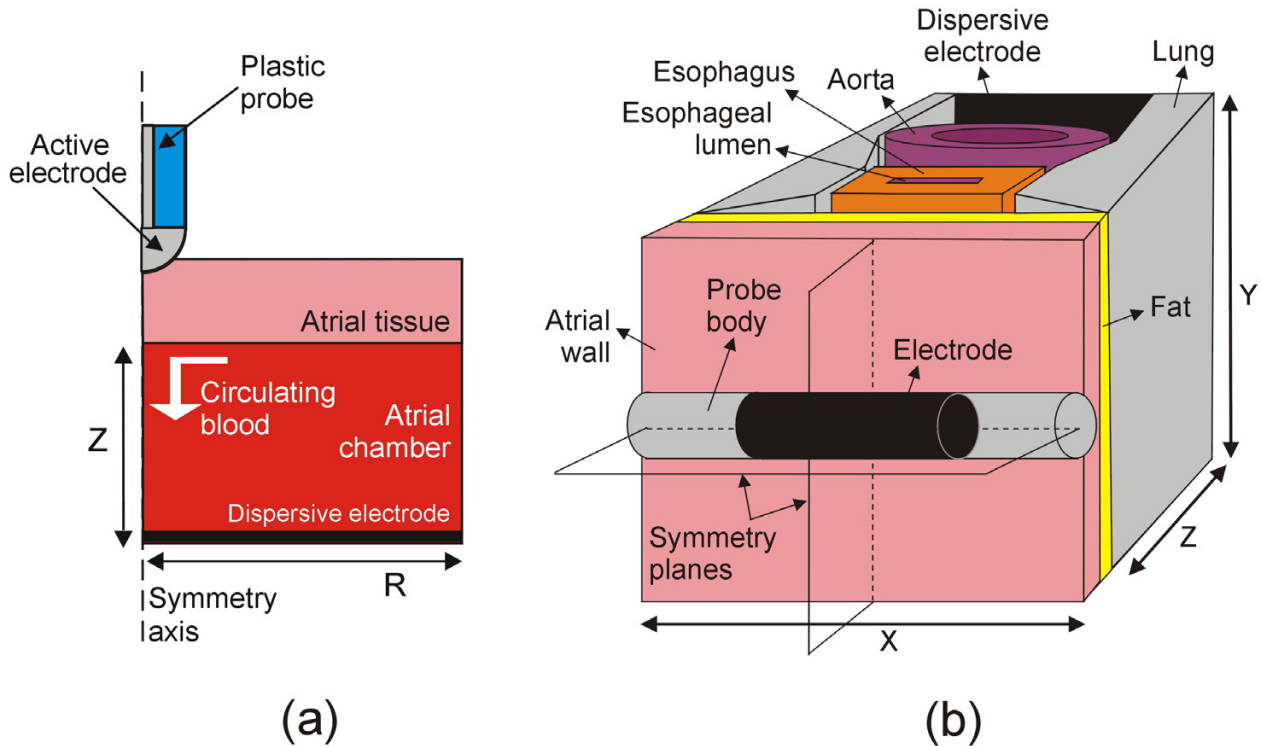 Plastic
probe
Active
electrode
Atrial tissue
Circulating
blood
Atrial
chamber
Z
Dispersive electrode
R
Symmetry
axis
(a)
Dispersive
electrode
Lung
Esophagus
Aorta
Esophageal
lumen
Probe
body
Atrial
wall
Electrode
Fat
Y
Symmetry
planes
Z
X
(b)